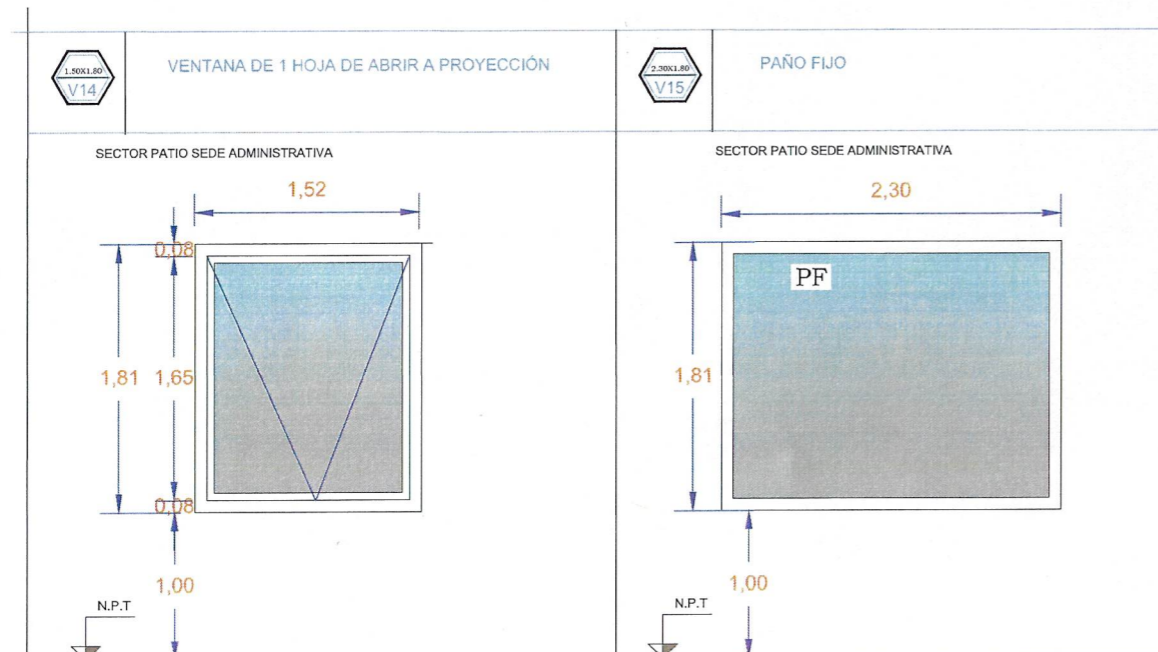 1.50X1.80
V14
VENTANA DE 1 HOJA DE ABRIR A PROYECCIÓN
2.30X1.80
V15
PAÑO FIJO
SECTOR PATIO SEDE ADMINISTRATIVA
1,52
0,08
1,81
1,65
0,08
1,00
N.P.T
SECTOR PATIO SEDE ADMINISTRATIVA
2,30
PF
1,81
1,00
N.P.T